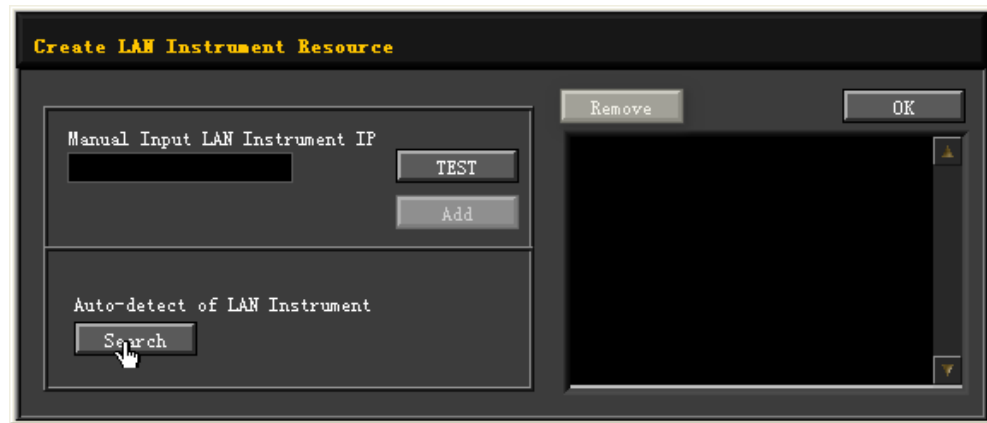 Create LAN Instrument Resource
Remove
OK
Manual Input LAN Instrument IP
TEST
Add
Auto-detect of LAN Instrument
Search